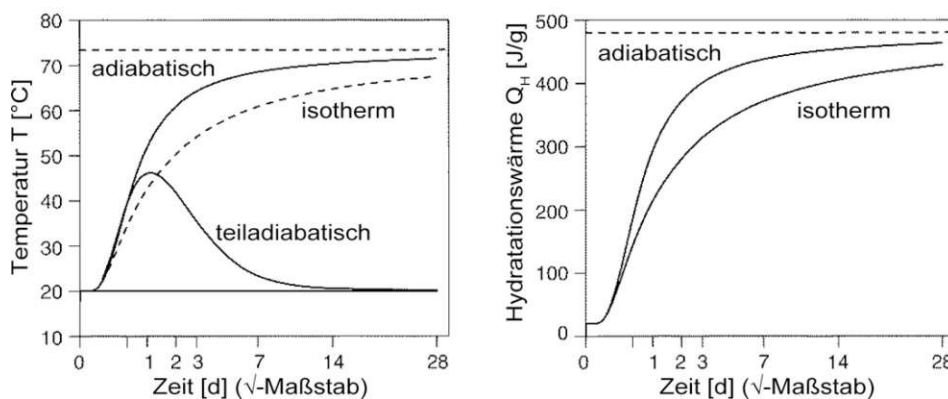 Temperatur T [°C]
80
70
60
50
40
30
20
10
adiabatisch
isotherm
teiladiabatisch
0 1 2 3 7 14 28
Zeit [d] (√-Maßstab)
Hydratationswärme Q_H [J/g]
500
400
300
200
100
0
adiabatisch
isotherm
0 1 2 3 7 14 28
Zeit [d] (√-Maßstab)